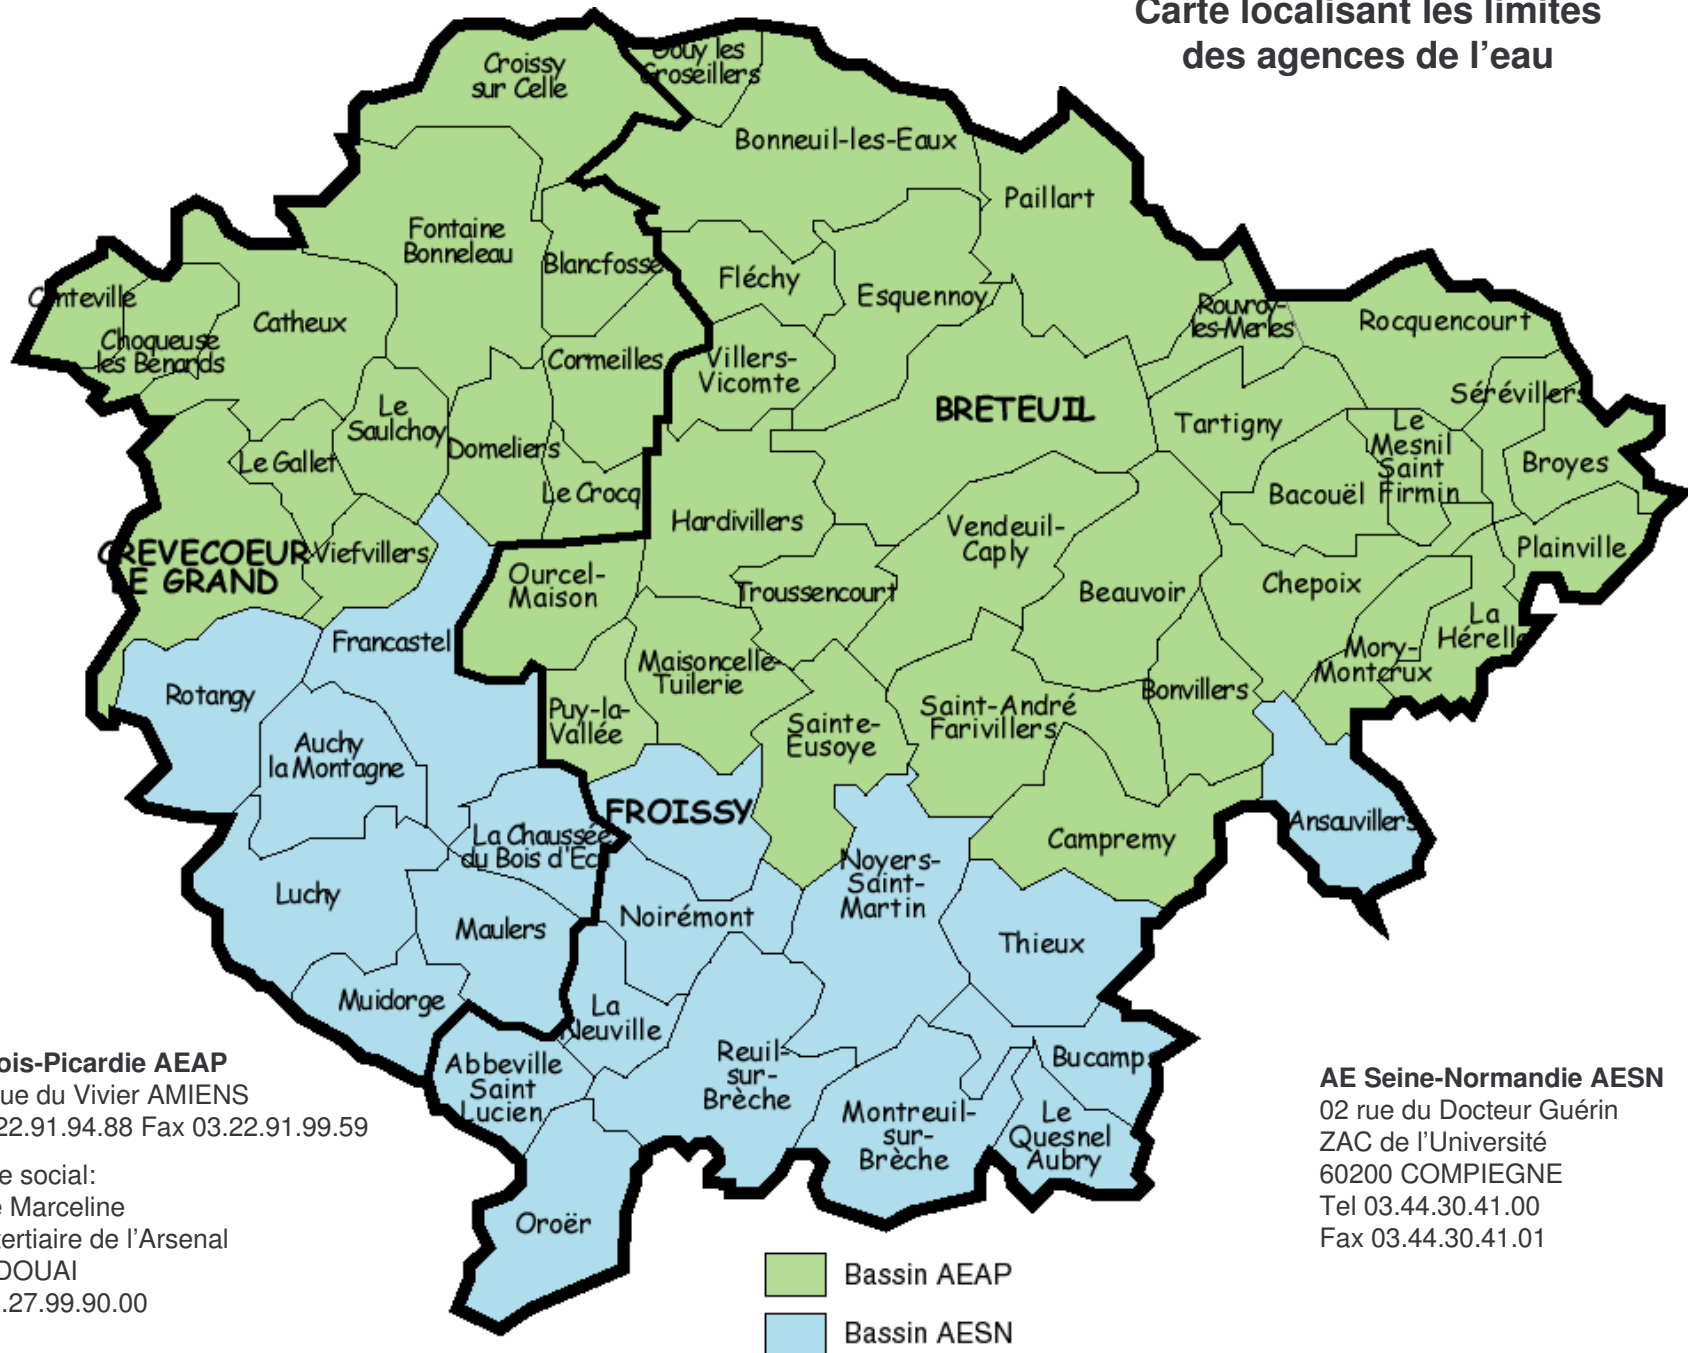 Carte localisant les limites
des agences de l'eau
Croissy
sur Celle
Gouy les
Groseillers
Bonneuil-les-Eaux
Paillart
Fontaine
Bonneleau
Blancfosse
Fléchy
Esquennoy
Conteville
Choqueuse
les Bénards
Catheux
Rouvroy-
les-Merles
Rocquencourt
Cormeilles
Villers-
Vicomte
BRETEUIL
Tartigny
Sérévillers
Le
Saulchoy
Le
Mesnil
Saint
Firmin
Domeliers
Le Gallet
Broyes
Bacouël
Le Crocq
Hardivillers
Vendeuil-
Caply
Plainville
CREVECOEUR
LE GRAND
Viefvillers
Ourcel-
Maison
Troussencourt
Beauvoir
Chepoix
La
Hérelle
Francastel
Mory-
Monterux
Maisoncelle-
Tuilerie
Rotangy
Bonvillers
Puy-la-
Vallée
Sainte-
Eusoye
Saint-André
Farivillers
Auchy
la Montagne
FROISSY
Ansauvillers
La Chaussée
du Bois d'Ecu
Campremy
Luchy
Noyers-
Saint-
Martin
Noirémont
Maulers
Thieux
Muidorge
La
Neuville
Abbeville
Saint
Lucien
Reuil-
sur-
Brèche
Bucamps
Montreuil-
sur-
Brèche
Le
Quesnel
Aubry
Oroër
ois-Picardie AEAP
ue du Vivier AMIENS
22.91.94.88 Fax 03.22.91.99.59
e social:
e Marceline
tertiaire de l'Arsenal
DOUAI
.27.99.90.00
AE Seine-Normandie AESN
02 rue du Docteur Guérin
ZAC de l'Université
60200 COMPIEGNE
Tel 03.44.30.41.00
Fax 03.44.30.41.01
Bassin AEAP
Bassin AESN